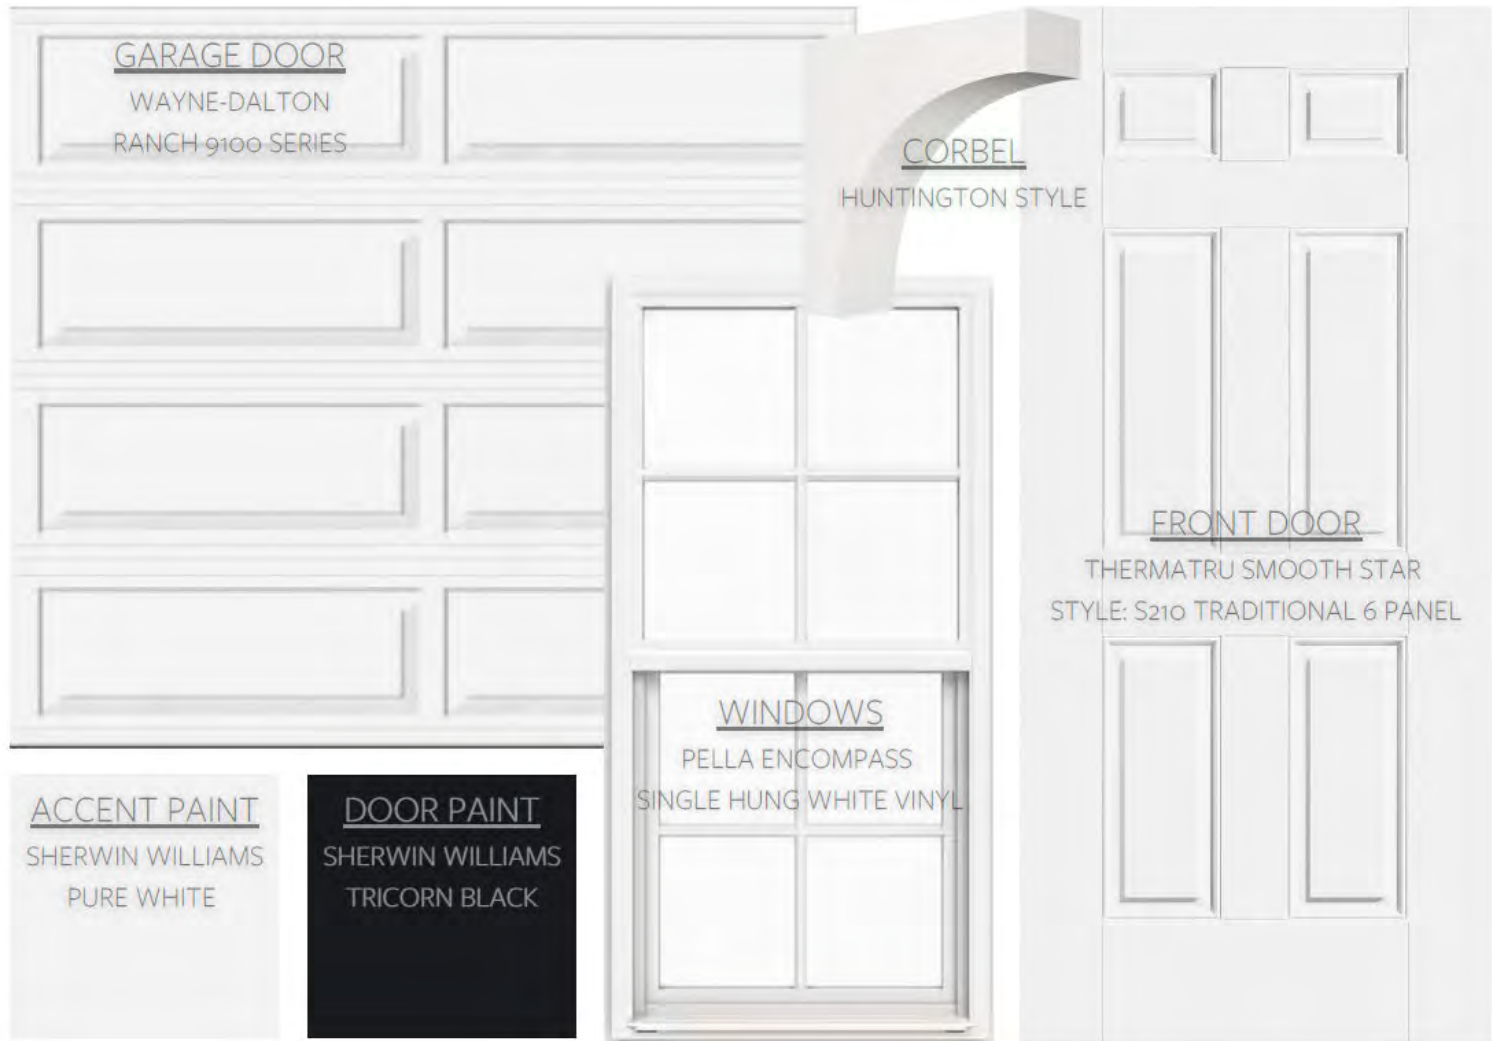 GARAGE DOOR
WAYNE-DALTON
RANCH 9100 SERIES
CORBEL
HUNTINGTON STYLE
FRONT DOOR
THERMATRU SMOOTH STAR
STYLE: S210 TRADITIONAL 6 PANEL
WINDOWS
PELLA ENCOMPASS
SINGLE HUNG WHITE VINYL
ACCENT PAINT
SHERWIN WILLIAMS
PURE WHITE
DOOR PAINT
SHERWIN WILLIAMS
TRICORN BLACK